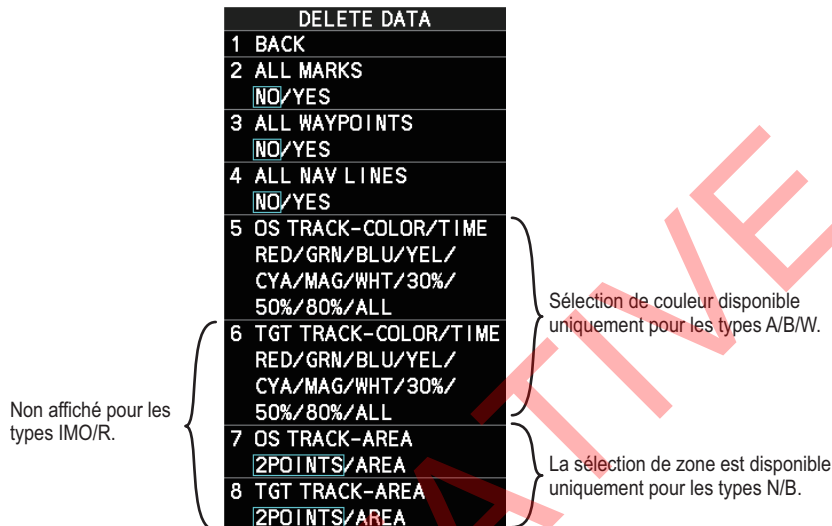 DELETE DATA
1 BACK
2 ALL MARKS
NO/YES
3 ALL WAYPOINTS
NO/YES
4 ALL NAV LINES
NO/YES
5 OS TRACK-COLOR/TIME
RED/GRN/BLU/YEL/
CYA/MAG/WHT/30%/
50%/80%/ALL
6 TGT TRACK-COLOR/TIME
RED/GRN/BLU/YEL/
CYA/MAG/WHT/30%/
50%/80%/ALL
7 OS TRACK-AREA
2POINTS/AREA
8 TGT TRACK-AREA
2POINTS/AREA
Sélection de couleur disponible
uniquement pour les types A/B/W.
Non affiché pour les
types IMO/R.
La sélection de zone est disponible
uniquement pour les types N/B.